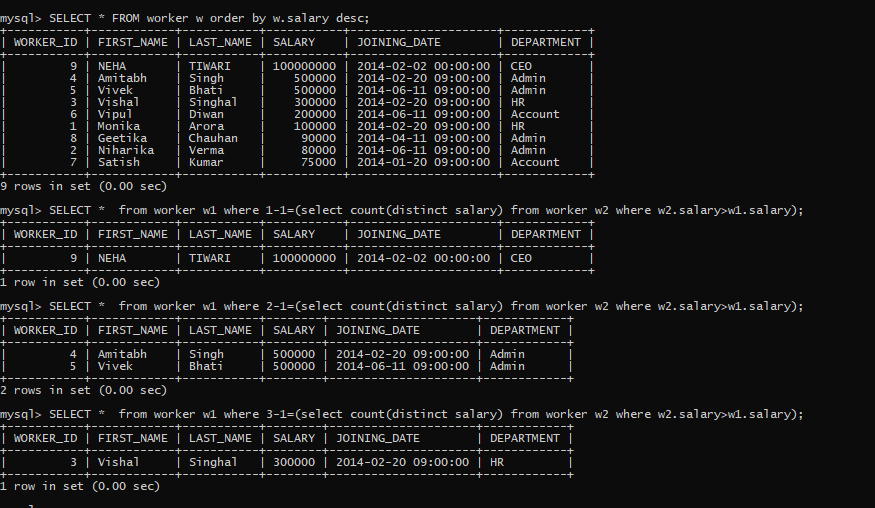 mysql> SELECT * FROM worker w order by w.salary desc;
+-----------+------------+-----------+-----------+---------------------+------------+
| WORKER_ID | FIRST_NAME | LAST_NAME | SALARY    | JOINING_DATE        | DEPARTMENT |
+-----------+------------+-----------+-----------+---------------------+------------+
|         9 | NEHA       | TIWARI    | 100000000 | 2014-02-02 00:00:00 | CEO        |
|         4 | Amitabh    | Singh     |    500000 | 2014-02-20 09:00:00 | Admin      |
|         5 | Vivek      | Bhati     |    500000 | 2014-06-11 09:00:00 | Admin      |
|         3 | Vishal     | Singhal   |    300000 | 2014-02-20 09:00:00 | HR         |
|         6 | Vipul      | Diwan     |    200000 | 2014-06-11 09:00:00 | Account    |
|         1 | Monika     | Arora     |    100000 | 2014-02-20 09:00:00 | HR         |
|         8 | Geetika    | Chauhan   |     90000 | 2014-04-11 09:00:00 | Admin      |
|         2 | Niharika   | Verma     |     80000 | 2014-06-11 09:00:00 | Admin      |
|         7 | Satish     | Kumar     |     75000 | 2014-01-20 09:00:00 | Account    |
+-----------+------------+-----------+-----------+---------------------+------------+
9 rows in set (0.00 sec)
mysql> SELECT *  from worker w1 where 1-1=(select count(distinct salary) from worker w2 where w2.salary>w1.salary);
+-----------+------------+-----------+-----------+---------------------+------------+
| WORKER_ID | FIRST_NAME | LAST_NAME | SALARY    | JOINING_DATE        | DEPARTMENT |
+-----------+------------+-----------+-----------+---------------------+------------+
|         9 | NEHA       | TIWARI    | 100000000 | 2014-02-02 00:00:00 | CEO        |
+-----------+------------+-----------+-----------+---------------------+------------+
1 row in set (0.00 sec)
mysql> SELECT *  from worker w1 where 2-1=(select count(distinct salary) from worker w2 where w2.salary>w1.salary);
+-----------+------------+-----------+--------+---------------------+------------+
| WORKER_ID | FIRST_NAME | LAST_NAME | SALARY | JOINING_DATE        | DEPARTMENT |
+-----------+------------+-----------+--------+---------------------+------------+
|         4 | Amitabh    | Singh     | 500000 | 2014-02-20 09:00:00 | Admin      |
|         5 | Vivek      | Bhati     | 500000 | 2014-06-11 09:00:00 | Admin      |
+-----------+------------+-----------+--------+---------------------+------------+
2 rows in set (0.00 sec)
mysql> SELECT *  from worker w1 where 3-1=(select count(distinct salary) from worker w2 where w2.salary>w1.salary);
+-----------+------------+-----------+--------+---------------------+------------+
| WORKER_ID | FIRST_NAME | LAST_NAME | SALARY | JOINING_DATE        | DEPARTMENT |
+-----------+------------+-----------+--------+---------------------+------------+
|         3 | Vishal     | Singhal   | 300000 | 2014-02-20 09:00:00 | HR         |
+-----------+------------+-----------+--------+---------------------+------------+
1 row in set (0.00 sec)